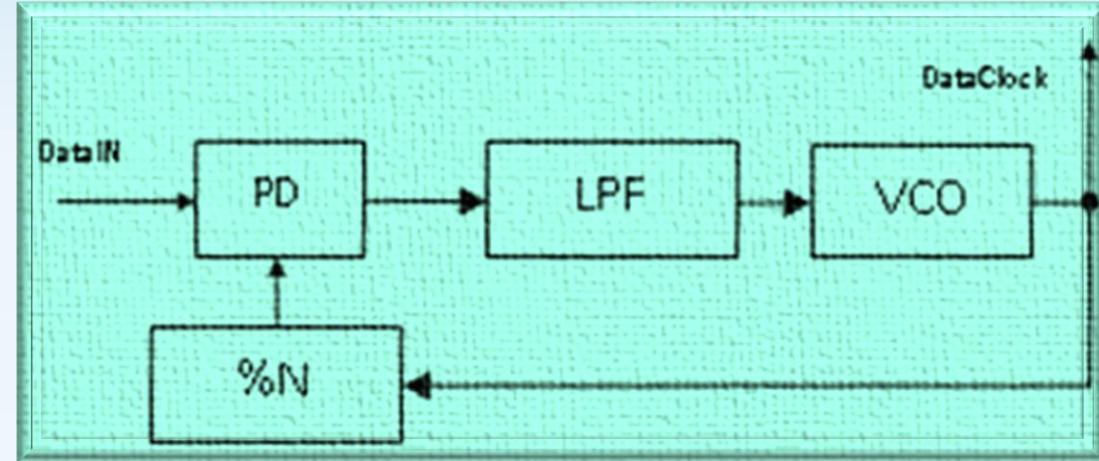 DataClock
DataIN
PD
LPF
VCO
%N